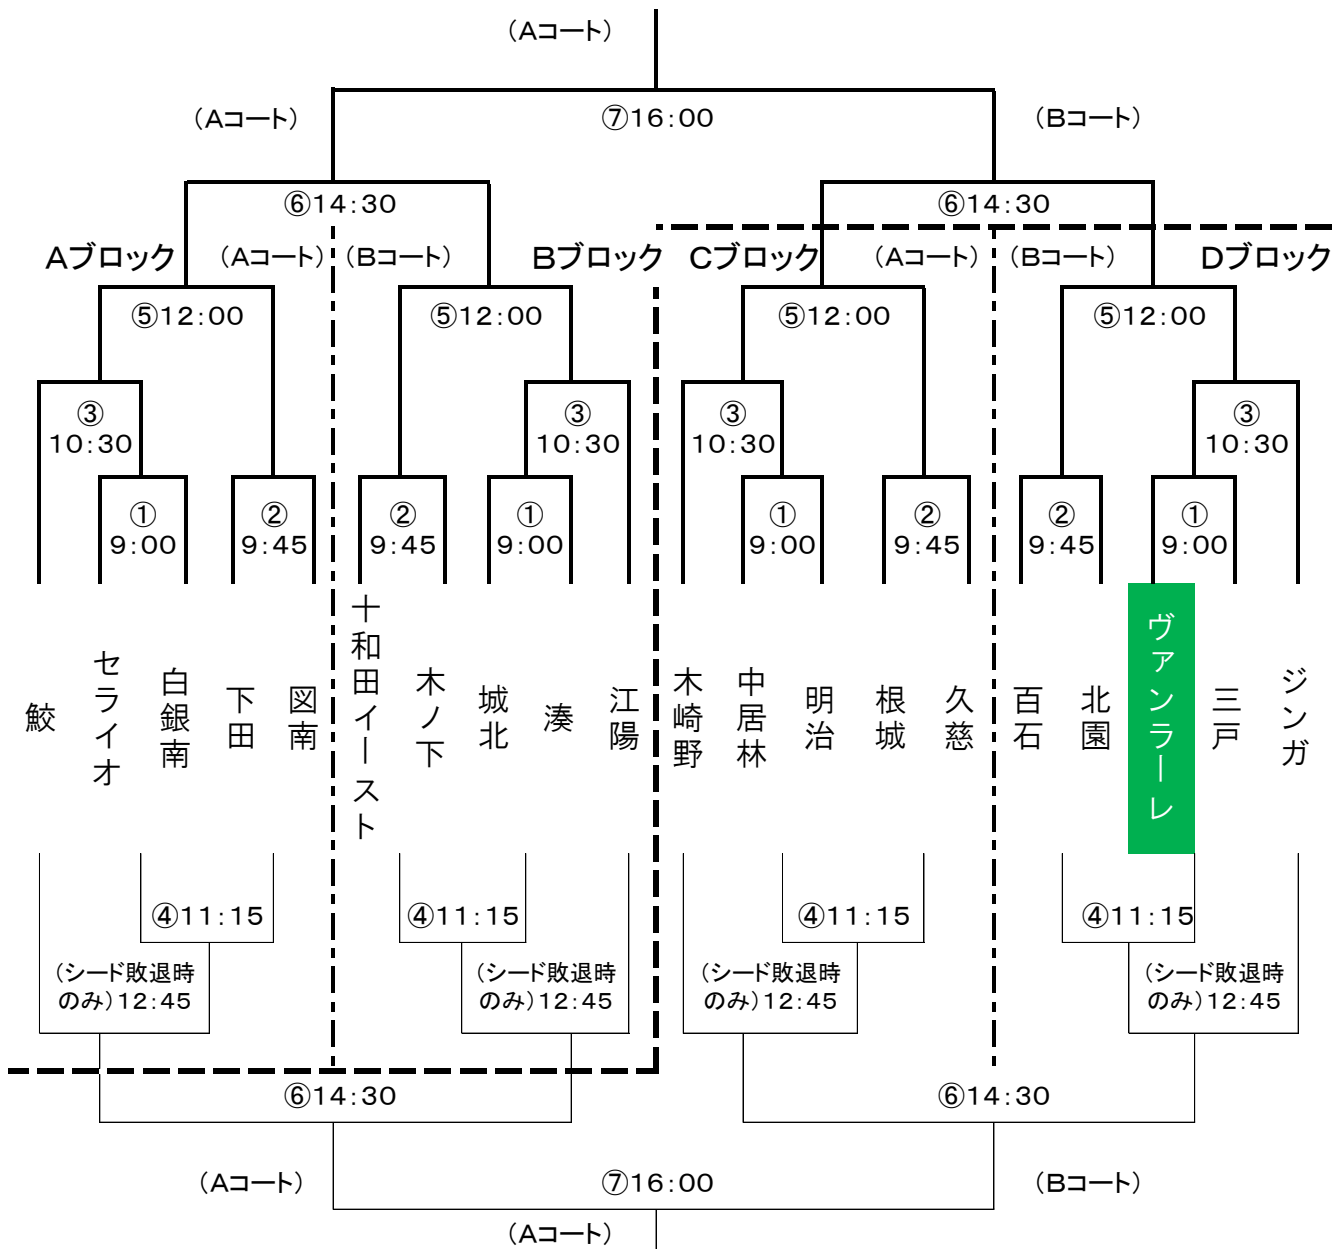 （Aコート）
（Aコート）
⑦16:00
（Bコート）
⑥14:30
⑥14:30
Aブロック
（Aコート）
（Bコート）
Bブロック
Cブロック
（Aコート）
（Bコート）
Dブロック
⑤12:00
⑤12:00
⑤12:00
⑤12:00
③
10:30
③
10:30
③
10:30
③
10:30
①
9:00
②
9:45
②
9:45
①
9:00
①
9:00
②
9:45
②
9:45
①
9:00
鮫
セライオ
白銀南
下田
図南
十和田イースト
木ノ下
城北
湊
江陽
木崎野
中居林
明治
根城
久慈
百石
北園
ヴァンラーレ
三戸
ジンガ
④11:15
④11:15
④11:15
④11:15
（シード敗退時
のみ）12:45
（シード敗退時
のみ）12:45
（シード敗退時
のみ）12:45
（シード敗退時
のみ）12:45
⑥14:30
⑥14:30
（Aコート）
⑦16:00
（Bコート）
（Aコート）